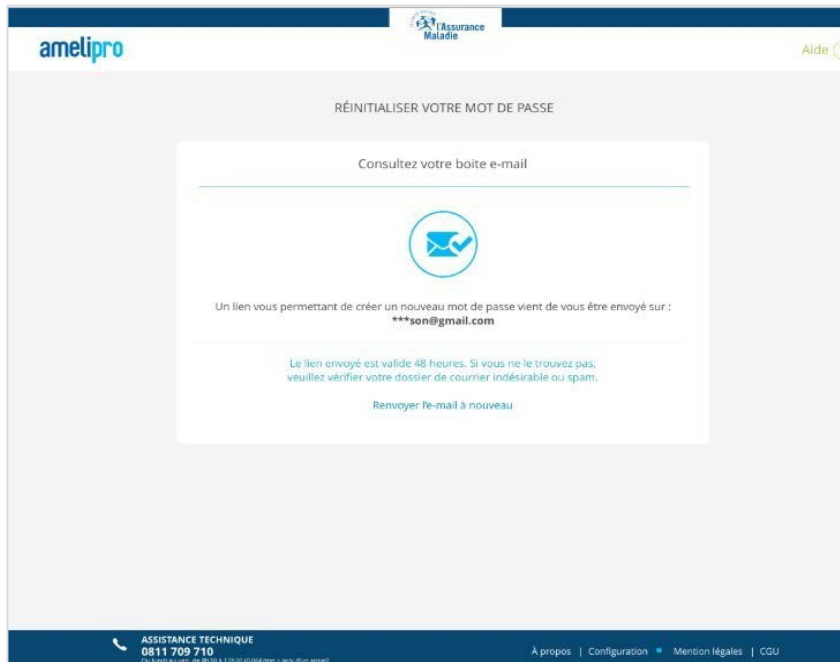 l'Assurance
Maladie
amelipro
Aide
RÉINITIALISER VOTRE MOT DE PASSE
Consultez votre boite e-mail
Un lien vous permettant de créer un nouveau mot de passe vient de vous être envoyé sur :
***son@gmail.com
Le lien envoyé est valide 48 heures. Si vous ne le trouvez pas,
veuillez vérifier votre dossier de courrier indésirable ou spam.
Renvoyer l'e-mail à nouveau
ASSISTANCE TECHNIQUE
0811 709 710
À propos | Configuration Mention légales | CGU